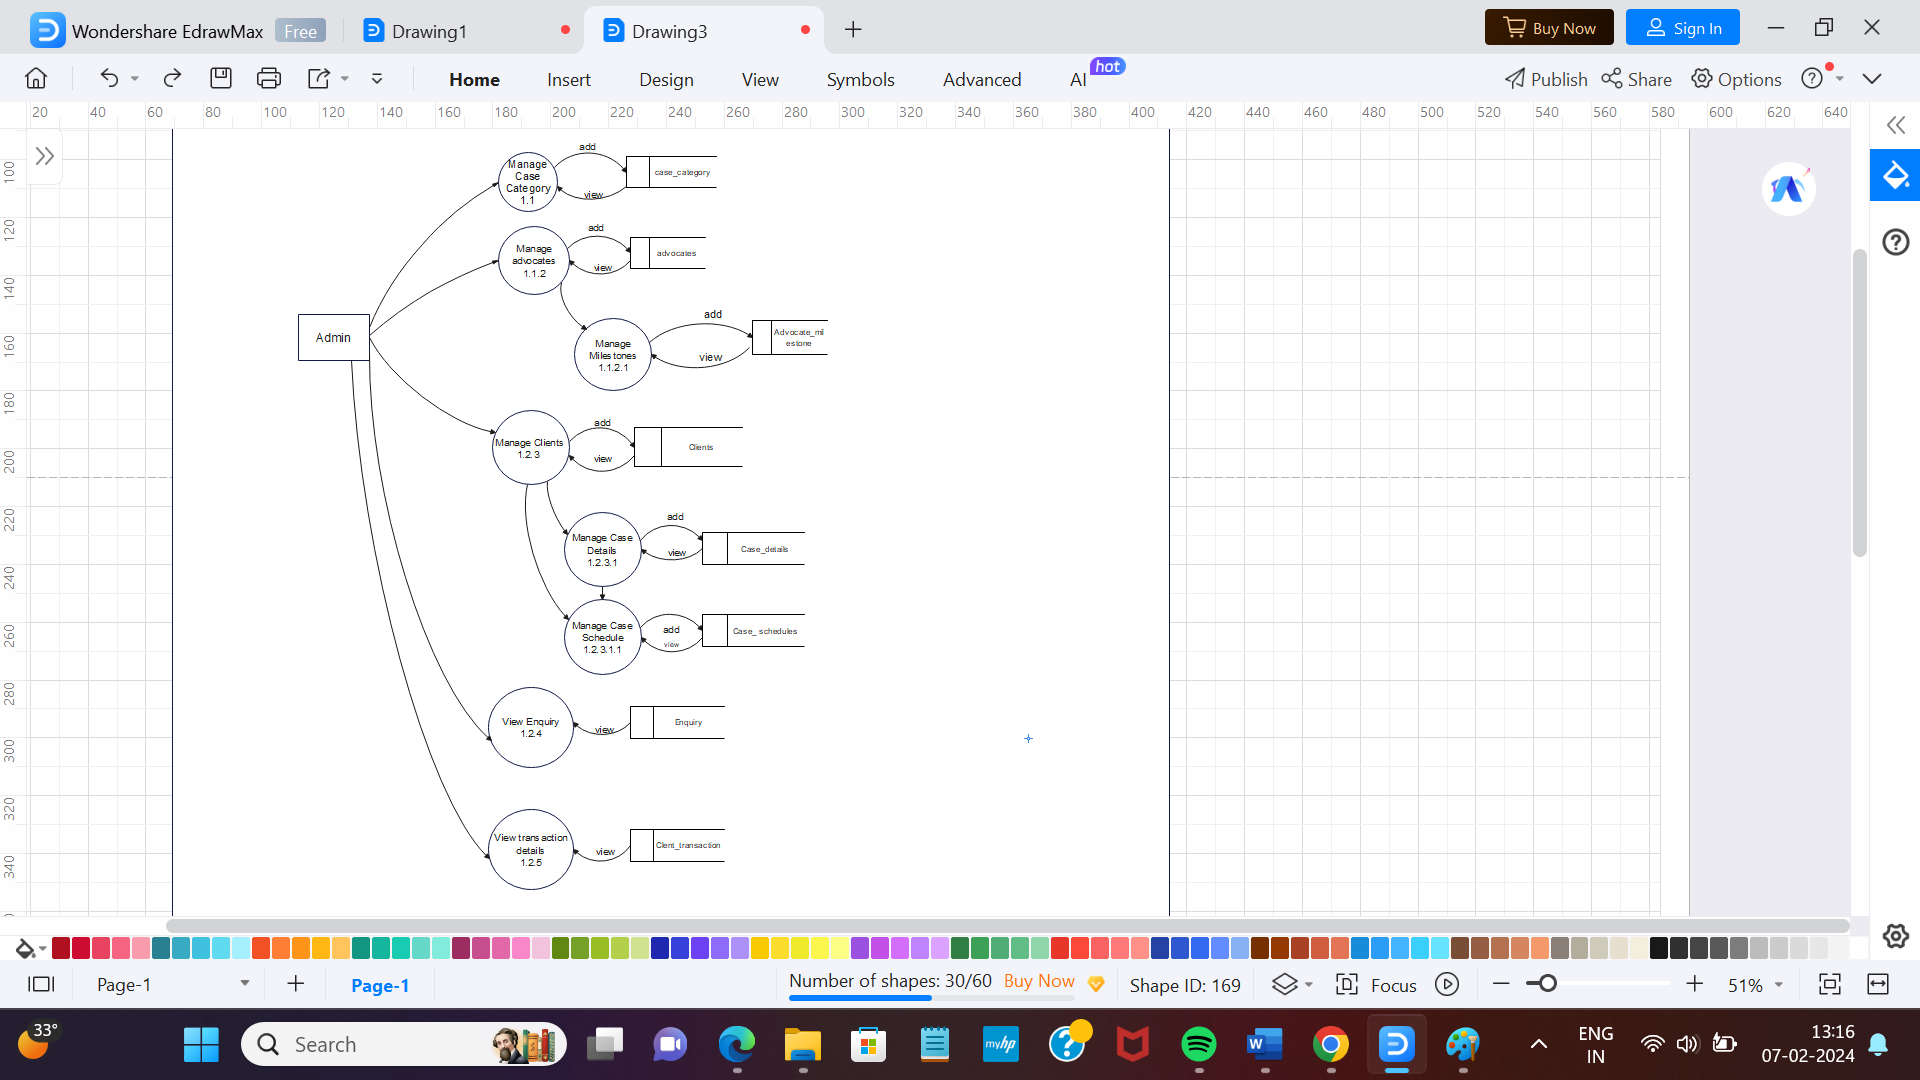 Wondershare EdrawMax Free Drawing1 Drawing3
Buy Now Sign In
Home Insert Design View Symbols Advanced AI hot
Publish Share Options
20 40 60 80 100 120 140 160 180 200 220 240 260 280 300 320 340 360 380 400 420 440 460 480 500 520 540 560 580 600 620 640
100
120
140
160
180
200
220
240
260
280
300
320
340
add
Manage
Case
Category
1.1
case_category
view
add
Manage
advocates
1.1.2
advocates
view
Admin
add
Manage
Milestones
1.1.2.1
Advocate_mil
estone
view
add
Manage Clients
1.2.3
Clients
view
add
Manage Case
Details
1.2.3.1
Case_details
view
Manage Case
Schedule
1.2.3.1.1
add
view
Case_ schedules
View Enquiry
1.2.4
view
Enquiry
View transaction
details
1.2.5
view
Clent_transaction
Page-1 Page-1
Number of shapes: 30/60 Buy Now
Shape ID: 169
Focus
51%
33°
Search
myhp
W
ENG
IN
13:16
07-02-2024